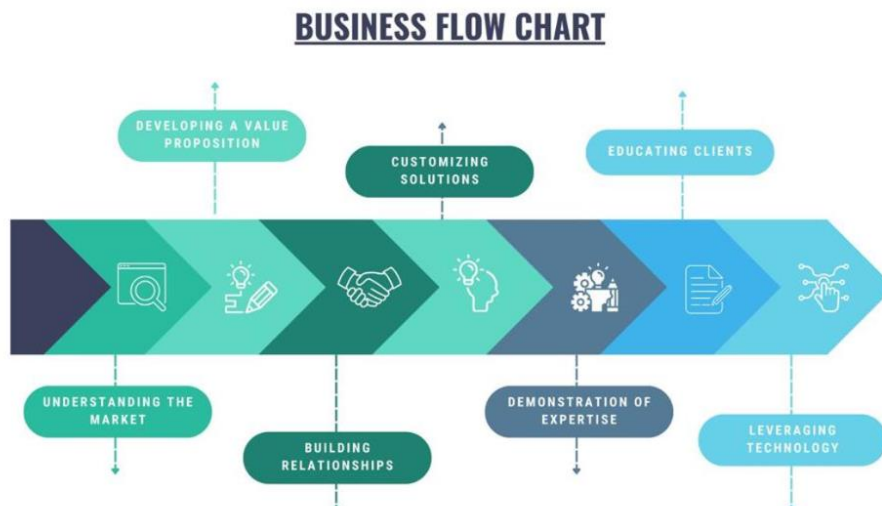 BUSINESS FLOW CHART
DEVELOPING A VALUE
PROPOSITION
CUSTOMIZING
SOLUTIONS
EDUCATING CLIENTS
UNDERSTANDING THE
MARKET
BUILDING
RELATIONSHIPS
DEMONSTRATION OF
EXPERTISE
LEVERAGING
TECHNOLOGY